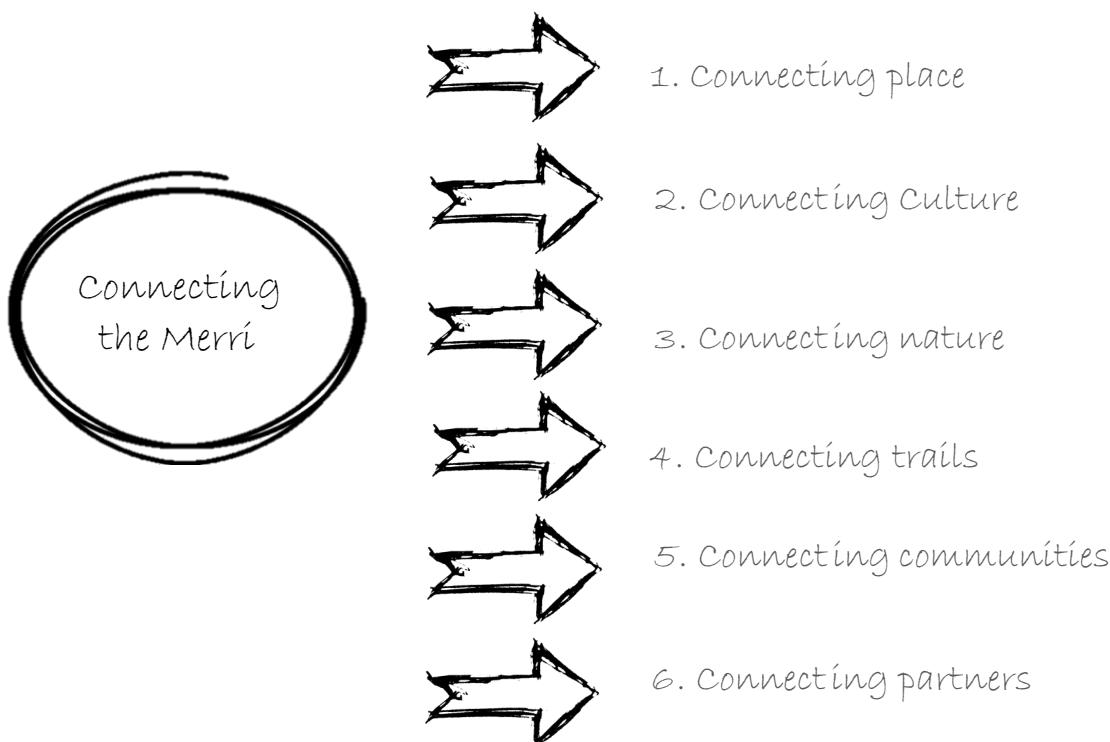 Connecting
the Merri
1. Connecting place
2. Connecting Culture
3. Connecting nature
4. Connecting trails
5. Connecting communities
6. Connecting partners